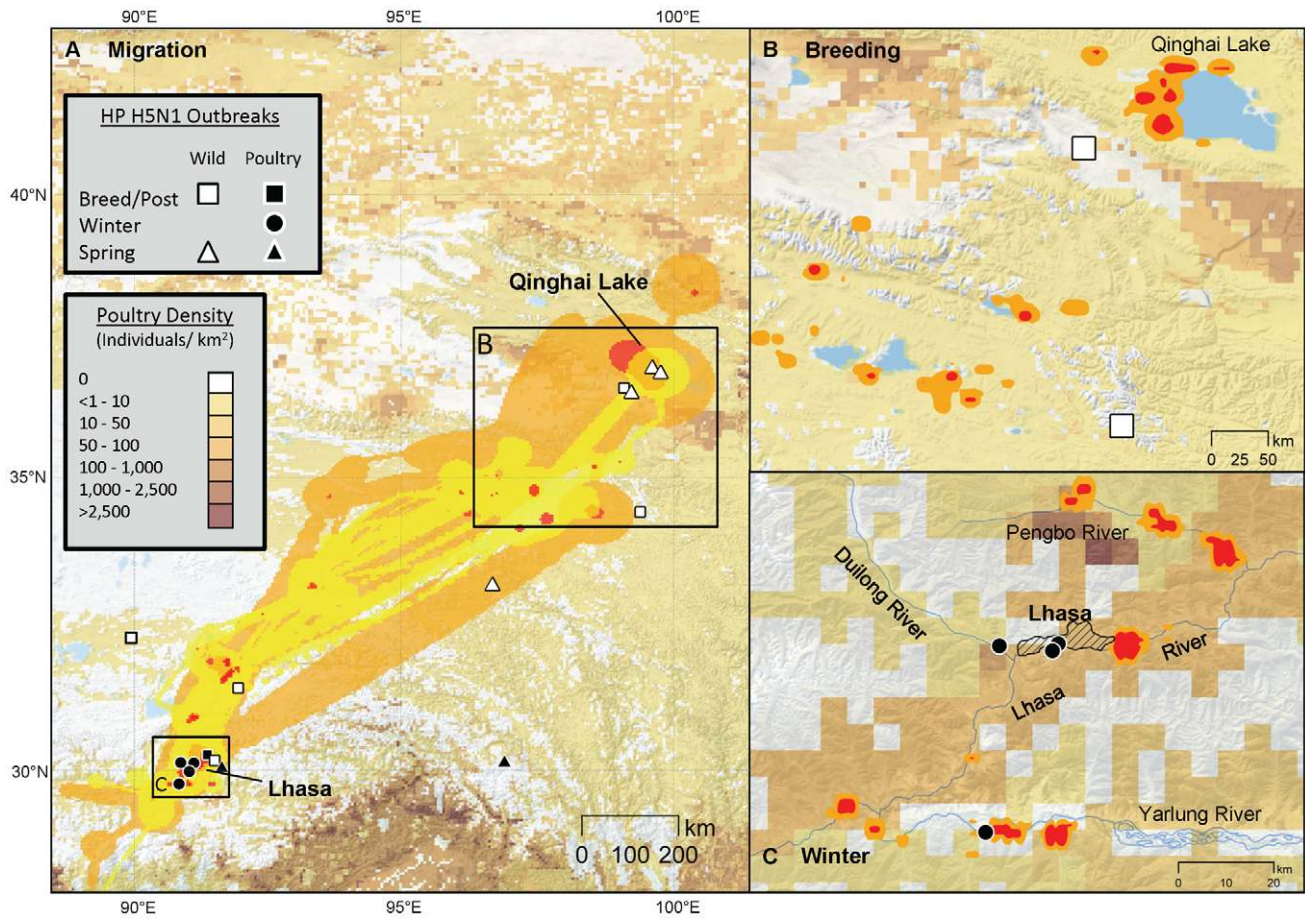 90°E 95°E 100°E
A Migration
HP H5N1 Outbreaks
Wild Poultry
Breed/Post
Winter
Spring
Poultry Density
(Individuals/ km²)
0
<1 - 10
10 - 50
50 - 100
100 - 1,000
1,000 - 2,500
>2,500
40°N
35°N
30°N
Qinghai Lake
B
C
Lhasa
km
0 100 200
90°E 95°E 100°E
B Breeding
Qinghai Lake
km
0 25 50
Pengbo River
Duilong River
Lhasa
River
Lhasa
Yarlung River
C Winter
km
0 10 20